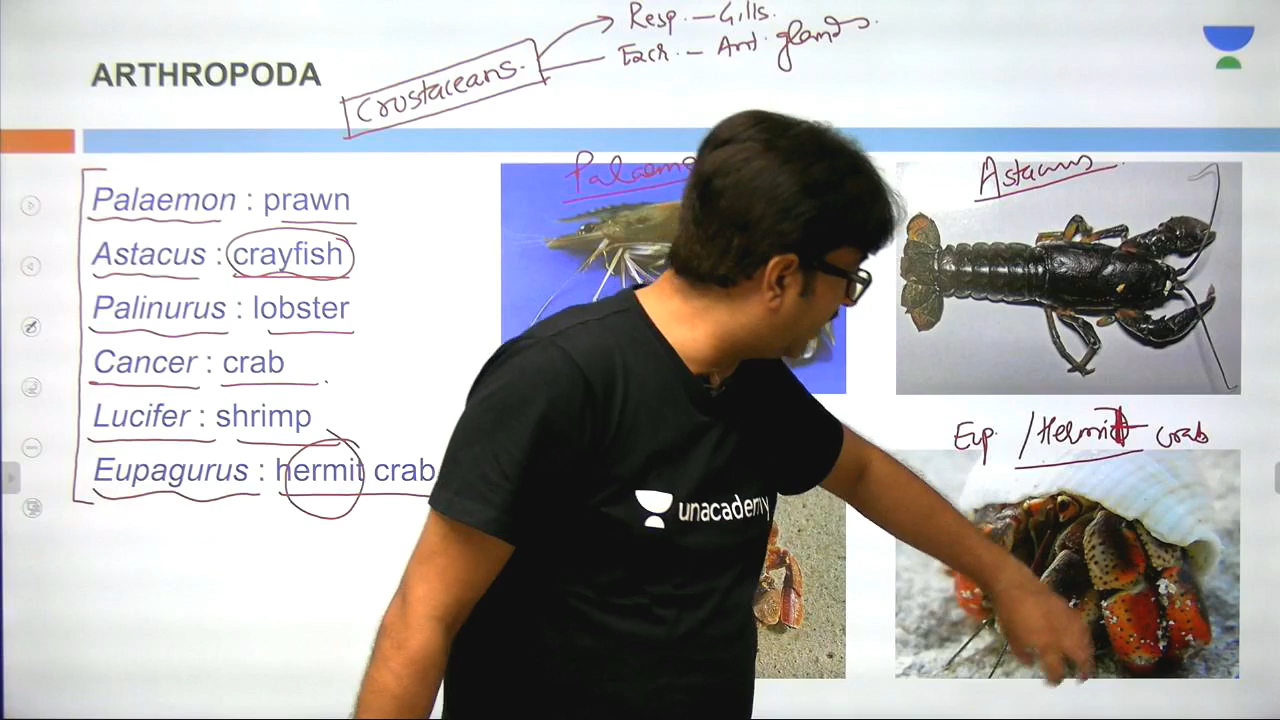 Resp. – Gills.
Excr. – Ant. glands.
ARTHROPODA
Crustaceans.
Palaemon : prawn
Astacus : crayfish
Palinurus : lobster
Cancer : crab
Lucifer : shrimp
Eupagurus : hermit crab
Palaemo
Astacus.
Eup. /Hermit crab
unacademy